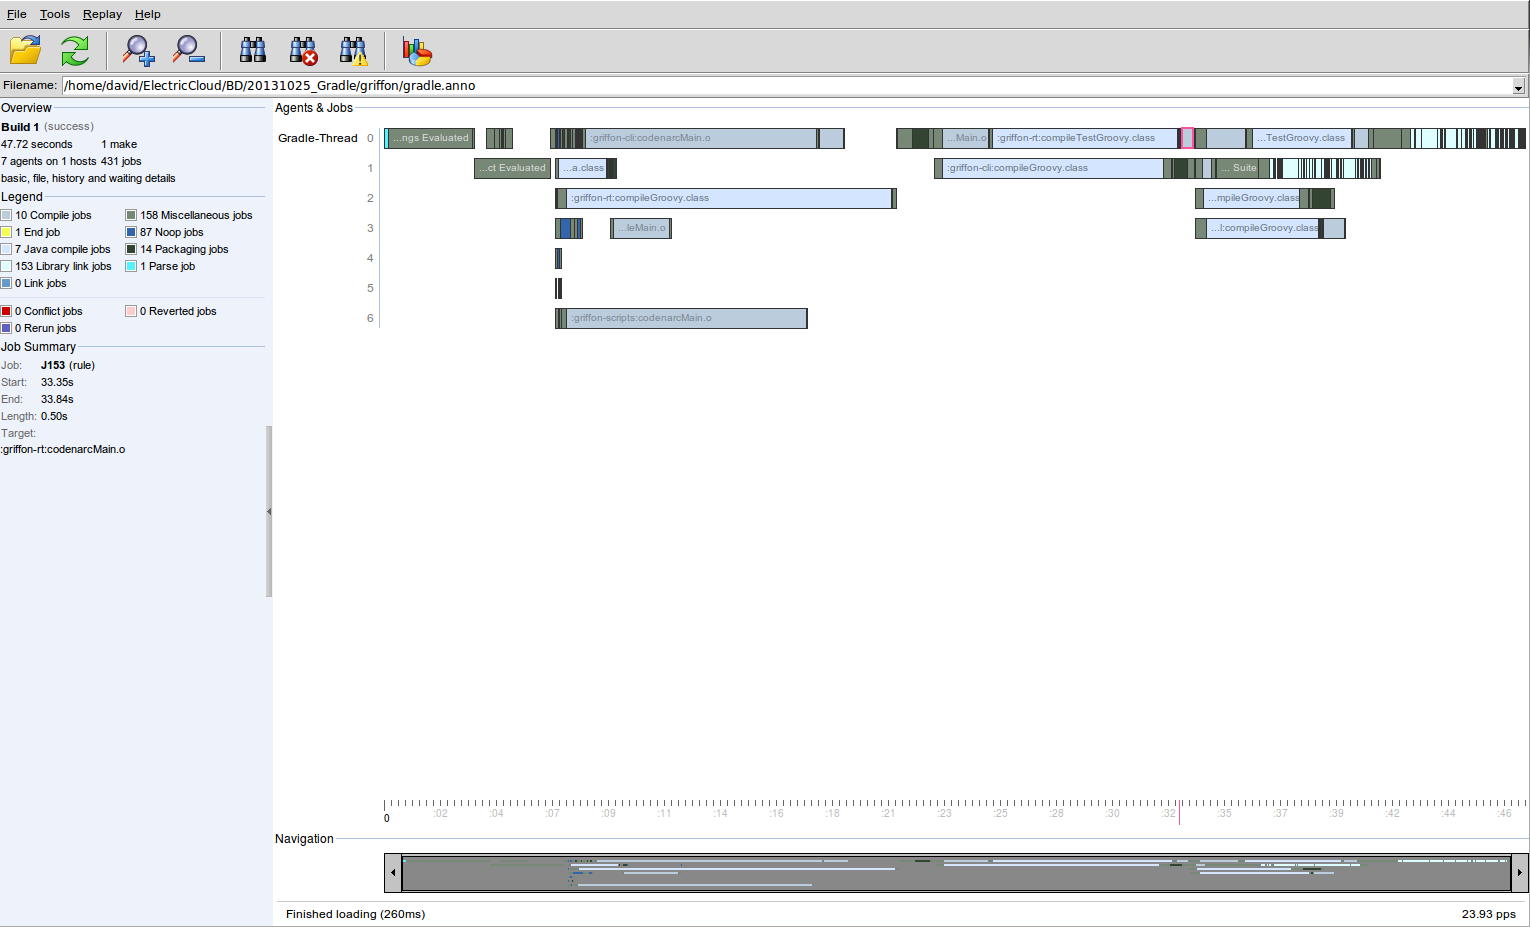 File Tools Replay Help
Filename: /home/david/ElectricCloud/BD/20131025_Gradle/griffon/gradle.anno
Overview
Build 1 (success)
47.72 seconds 1 make
7 agents on 1 hosts 431 jobs
basic, file, history and waiting details
Legend
10 Compile jobs 158 Miscellaneous jobs
1 End job 87 Noop jobs
7 Java compile jobs 14 Packaging jobs
153 Library link jobs 1 Parse job
0 Link jobs
0 Conflict jobs 0 Reverted jobs
0 Rerun jobs
Job Summary
Job: J153 (rule)
Start: 33.35s
End: 33.84s
Length: 0.50s
Target:
:griffon-rt:codenarcMain.o
Agents & Jobs
Gradle-Thread 0 ...ngs Evaluated :griffon-cli:codenarcMain.o ...Main.o :griffon-rt:compileTestGroovy.class ...TestGroovy.class
1 ...ct Evaluated ...a.class :griffon-cli:compileGroovy.class ... Suite
2 :griffon-rt:compileGroovy.class ...mpileGroovy.class
3 ...leMain.o ...l:compileGroovy.class
4
5
6 :griffon-scripts:codenarcMain.o
0 :02 :04 :07 :09 :11 :14 :16 :18 :21 :23 :25 :28 :30 :32 :35 :37 :39 :42 :44 :46
Navigation
Finished loading (260ms) 23.93 pps